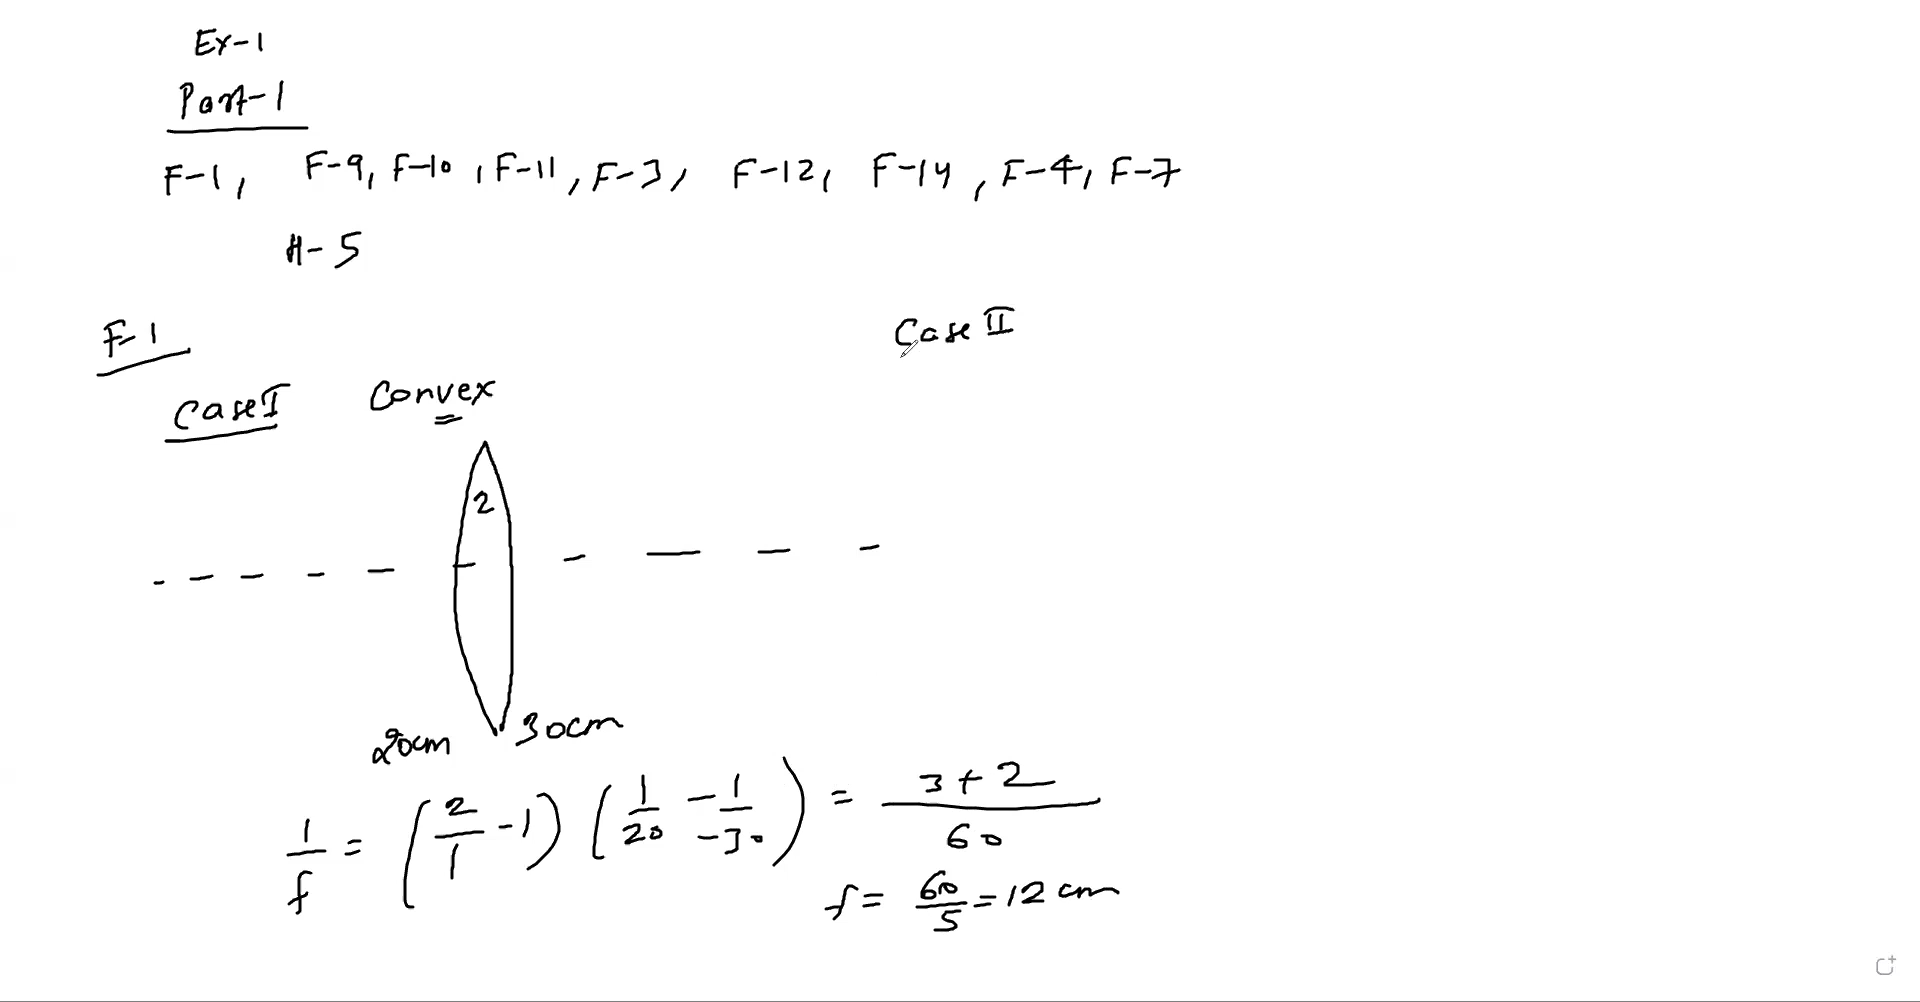 Ex-1
Part-1
F-1, F-9, F-10, F-11, F-3, F-12, F-14, F-4, F-7
H-5
F-1
Case II
Case I Convex
2
20cm 30cm
1/f = (2/1 - 1) (1/20 - 1/-30) = 3+2/60
f = 60/5 = 12 cm